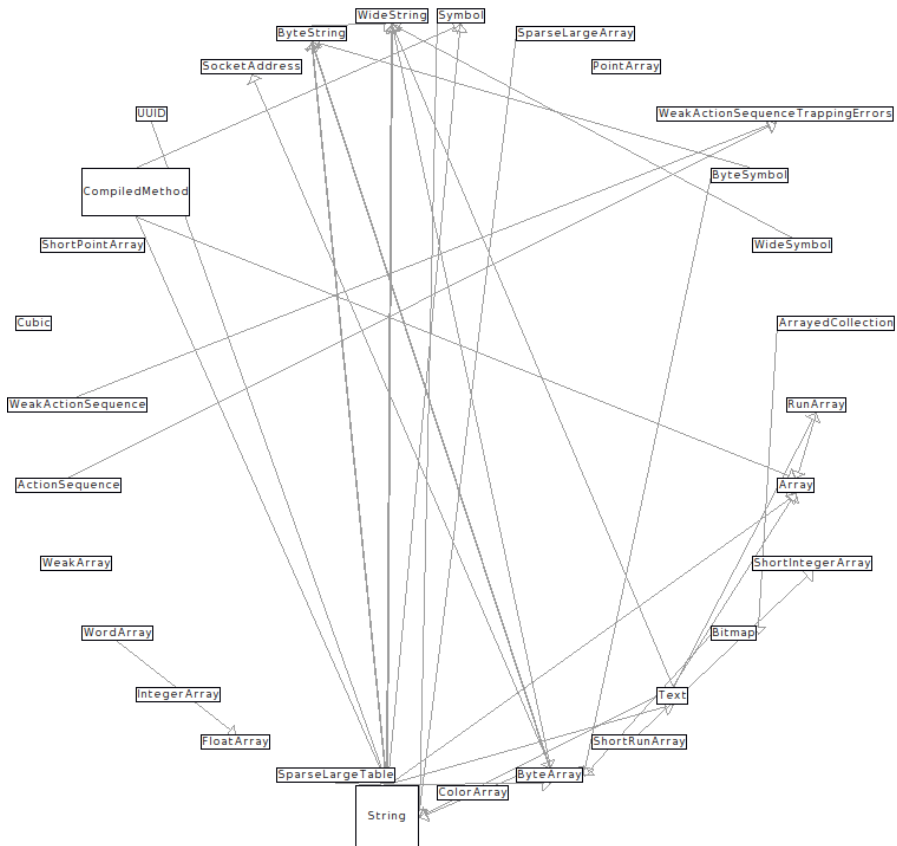 WideString
Symbol
ByteString
SparseLargeArray
SocketAddress
PointArray
UUID
WeakActionSequenceTrappingErrors
ByteSymbol
CompiledMethod
ShortPointArray
WideSymbol
Cubic
ArrayedCollection
WeakActionSequence
RunArray
ActionSequence
Array
WeakArray
ShortIntegerArray
WordArray
Bitmap
IntegerArray
Text
FloatArray
ShortRunArray
SparseLargeTable
ByteArray
ColorArray
String